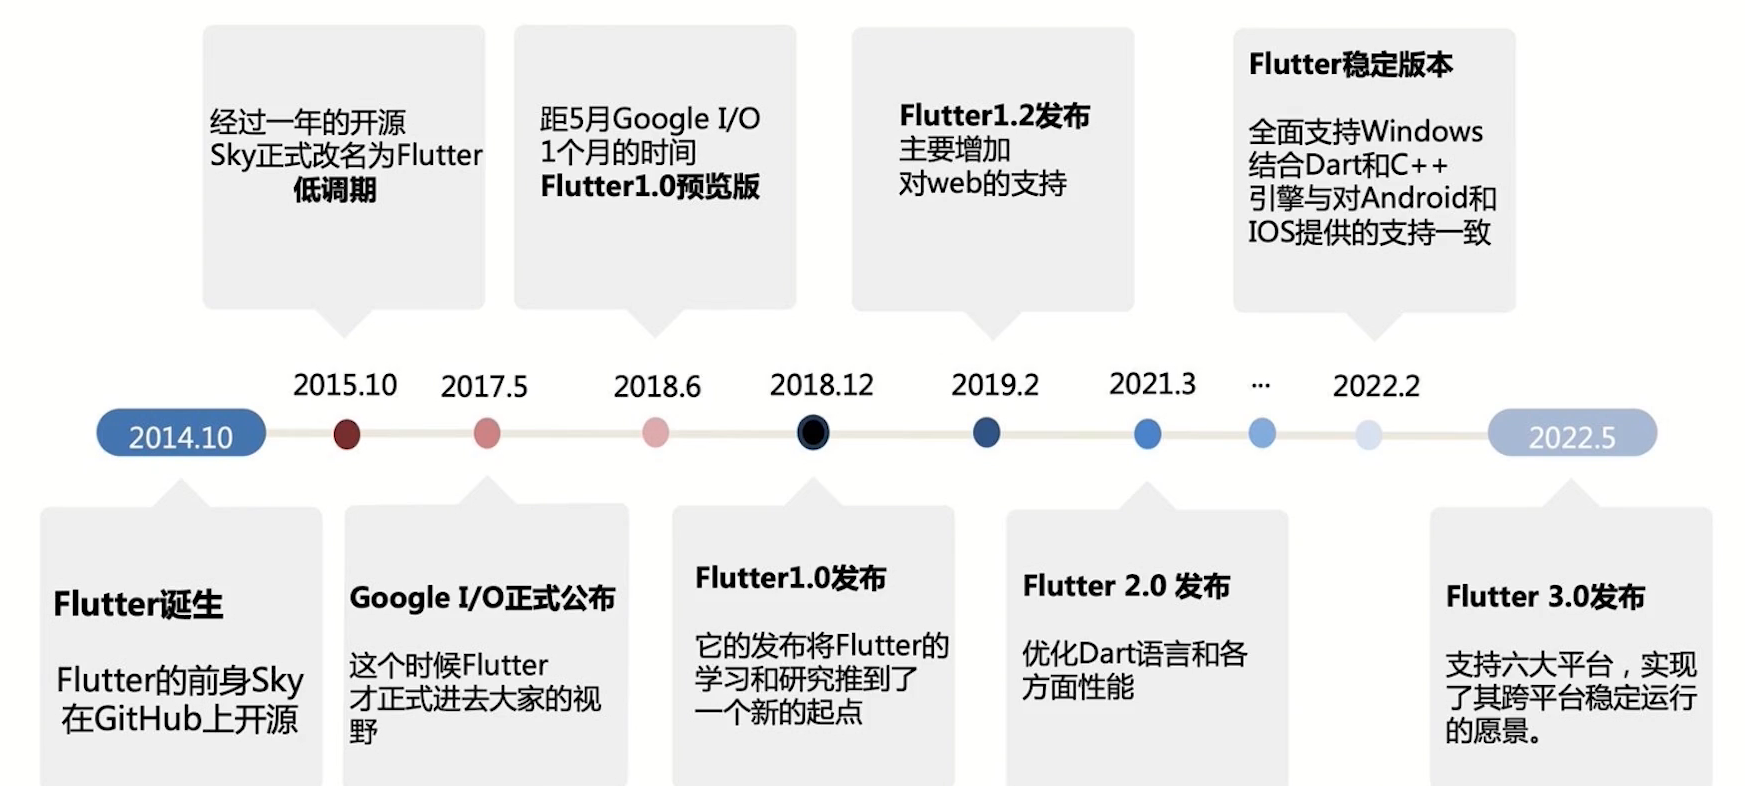 经过一年的开源
Sky正式改名为Flutter
低调期
距5月Google I/O
1个月的时间
Flutter1.0预览版
Flutter1.2发布
主要增加
对web的支持
Flutter稳定版本
全面支持Windows
结合Dart和C++
引擎与对Android和
IOS提供的支持一致
2014.10
2015.10
2017.5
2018.6
2018.12
2019.2
2021.3
...
2022.2
2022.5
Flutter诞生
Flutter的前身Sky
在GitHub上开源
Google I/O正式公布
这个时候Flutter
才正式进去大家的视
野
Flutter1.0发布
它的发布将Flutter的
学习和研究推到了
一个新的起点
Flutter 2.0 发布
优化Dart语言和各
方面性能
Flutter 3.0发布
支持六大平台，实现
了其跨平台稳定运行
的愿景。